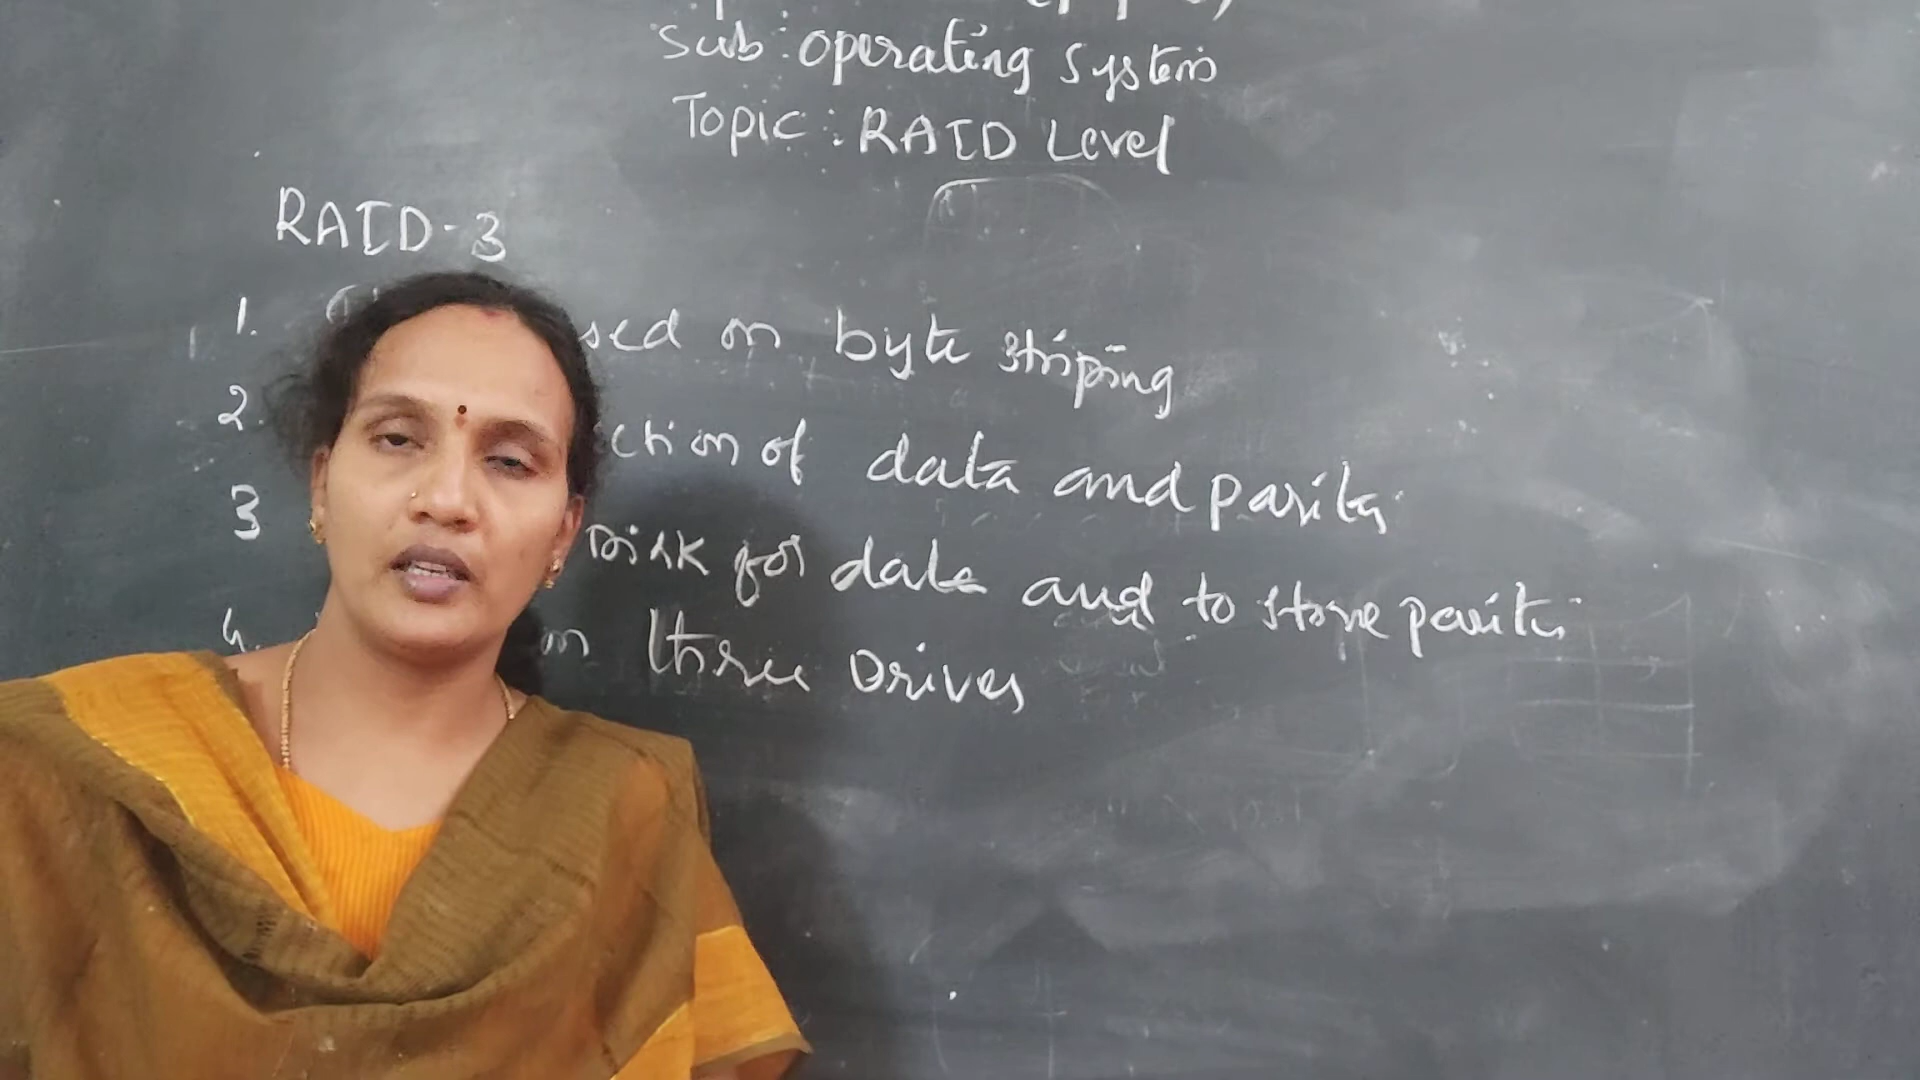 Sub : Operating Systems
Topic : RAID Level
RAID-3
1. sed on byte striping
2. ction of data and parity
3 Disk for data and to store parity
4. on three Drives